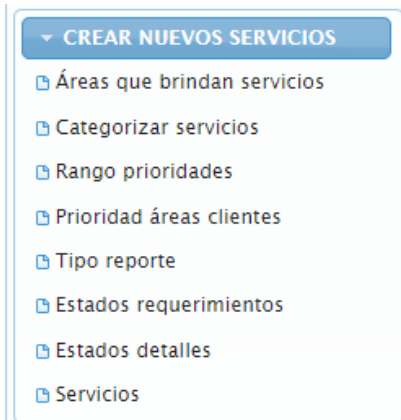 CREAR NUEVOS SERVICIOS
Áreas que brindan servicios
Categorizar servicios
Rango prioridades
Prioridad áreas clientes
Tipo reporte
Estados requerimientos
Estados detalles
Servicios